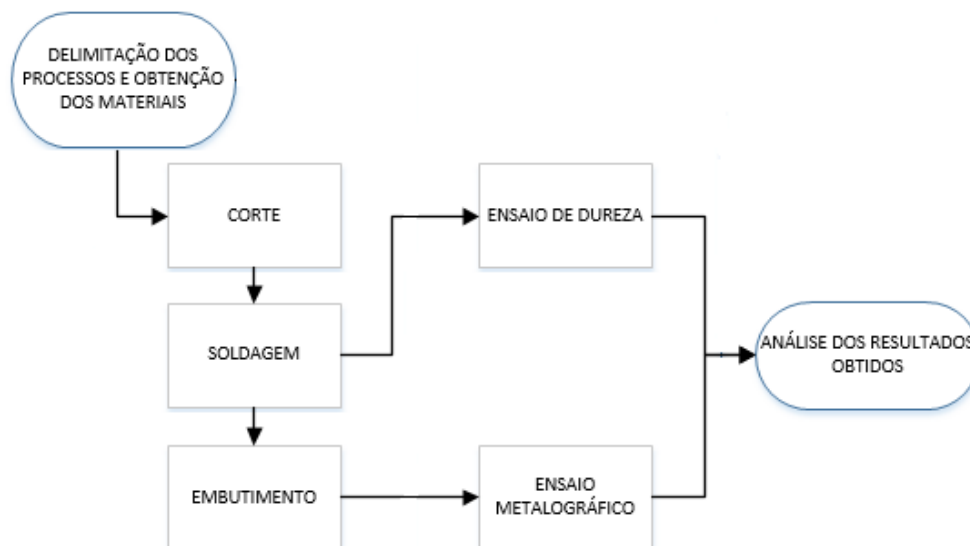 DELIMITAÇÃO DOS
PROCESSOS E OBTENÇÃO
DOS MATERIAIS
CORTE
ENSAIO DE DUREZA
SOLDAGEM
ANÁLISE DOS RESULTADOS
OBTIDOS
EMBUTIMENTO
ENSAIO
METALOGRÁFICO